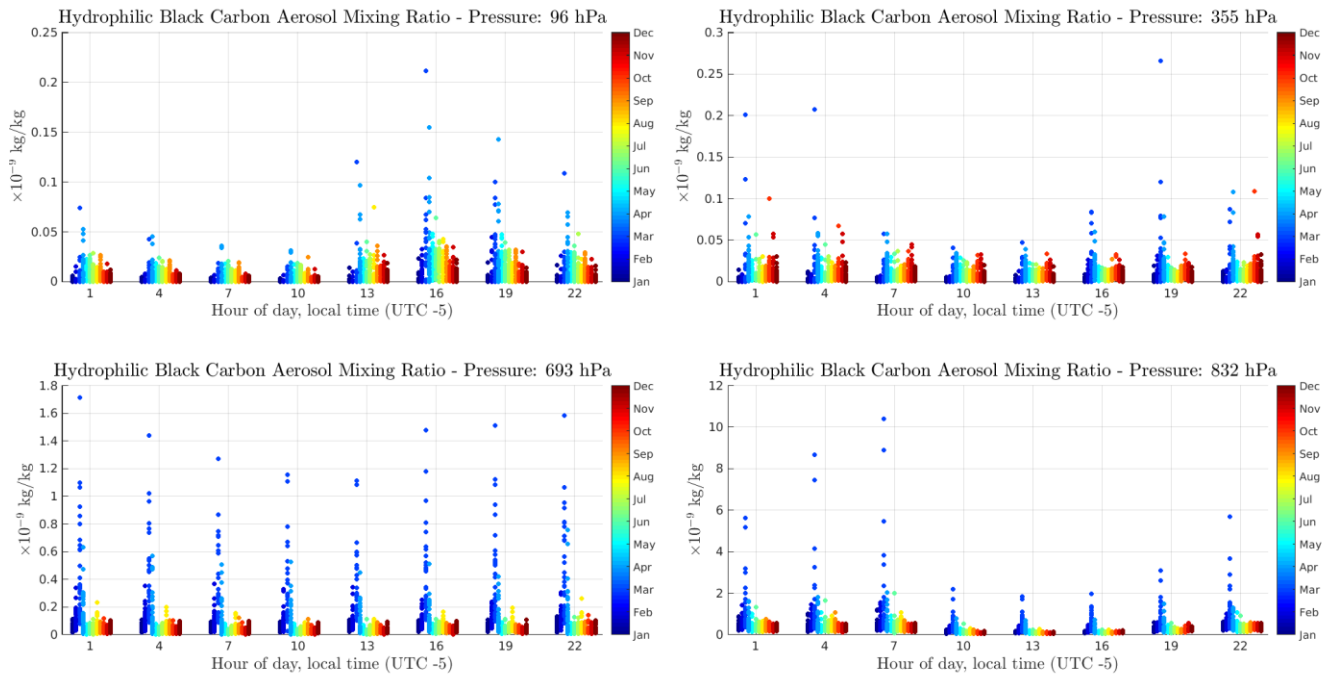 Hydrophilic Black Carbon Aerosol Mixing Ratio - Pressure: 96 hPa
0.25
0.2
0.15
0.1
0.05
0
×10⁻⁹ kg/kg
1 4 7 10 13 16 19 22
Hour of day, local time (UTC -5)
Dec
Nov
Oct
Sep
Aug
Jul
Jun
May
Apr
Mar
Feb
Jan
Hydrophilic Black Carbon Aerosol Mixing Ratio - Pressure: 355 hPa
0.3
0.25
0.2
0.15
0.1
0.05
0
×10⁻⁹ kg/kg
1 4 7 10 13 16 19 22
Hour of day, local time (UTC -5)
Dec
Nov
Oct
Sep
Aug
Jul
Jun
May
Apr
Mar
Feb
Jan
Hydrophilic Black Carbon Aerosol Mixing Ratio - Pressure: 693 hPa
1.8
1.6
1.4
1.2
1
0.8
0.6
0.4
0.2
0
×10⁻⁹ kg/kg
1 4 7 10 13 16 19 22
Hour of day, local time (UTC -5)
Dec
Nov
Oct
Sep
Aug
Jul
Jun
May
Apr
Mar
Feb
Jan
Hydrophilic Black Carbon Aerosol Mixing Ratio - Pressure: 832 hPa
12
10
8
6
4
2
0
×10⁻⁹ kg/kg
1 4 7 10 13 16 19 22
Hour of day, local time (UTC -5)
Dec
Nov
Oct
Sep
Aug
Jul
Jun
May
Apr
Mar
Feb
Jan